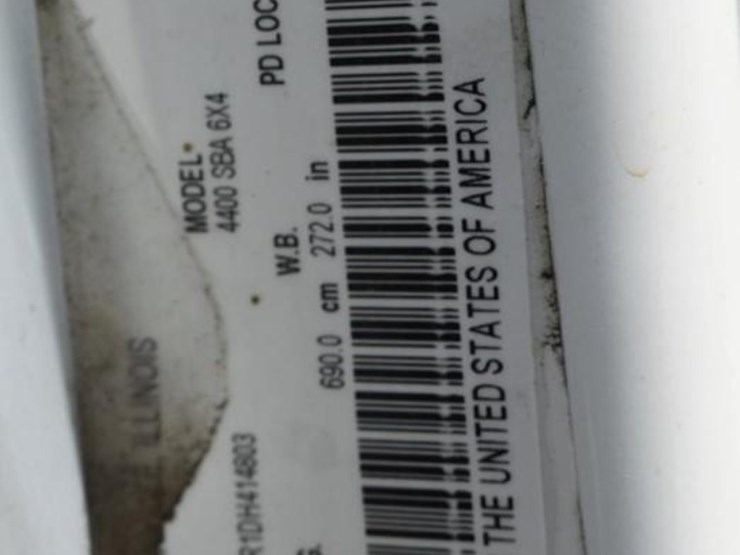 ILLINOIS
MODEL
4400 SBA 6X4
R1DH414803
W.B.
PD LOC
690.0 cm 272.0 in
THE UNITED STATES OF AMERICA